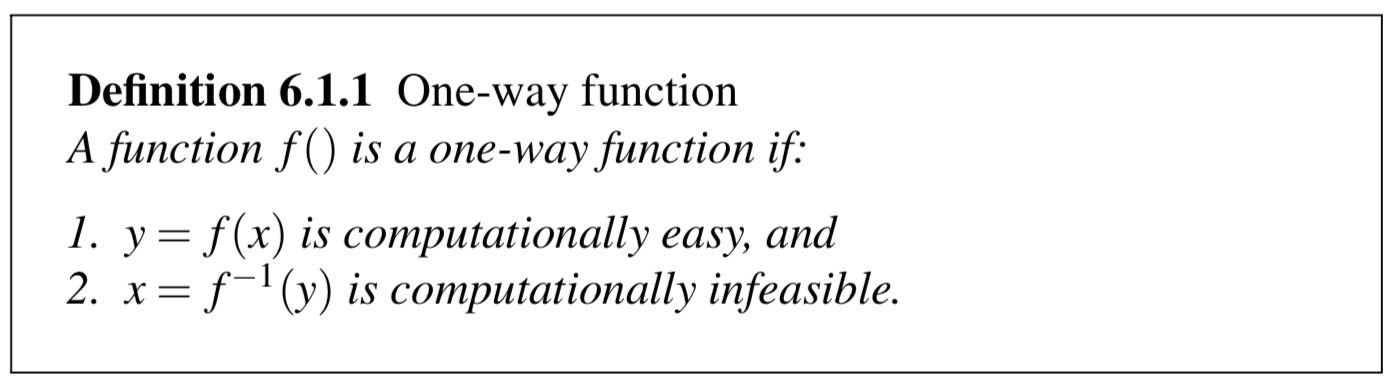 Definition 6.1.1 One-way function
A function f() is a one-way function if:
1. y = f(x) is computationally easy, and
2. x = f⁻¹(y) is computationally infeasible.